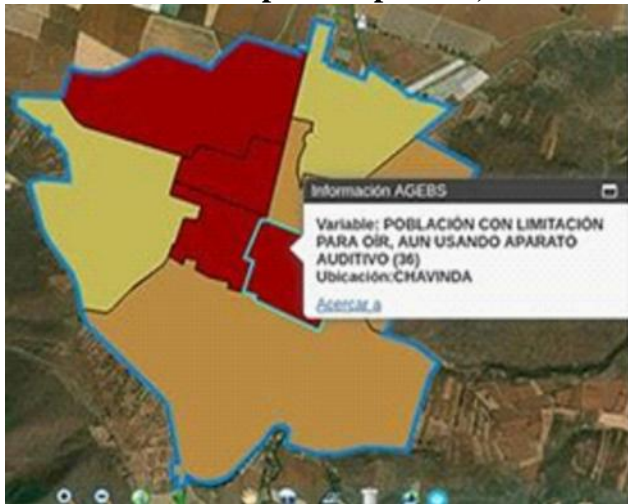 Información AGEBS
Variable: POBLACIÓN CON LIMITACIÓN
PARA OÍR, AUN USANDO APARATO
AUDITIVO (36)
Ubicación:CHAVINDA
Acercar a